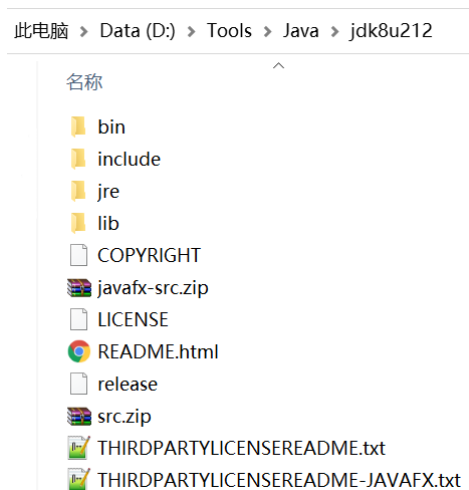 此电脑 > Data (D:) > Tools > Java > jdk8u212
名称
bin
include
jre
lib
COPYRIGHT
javafx-src.zip
LICENSE
README.html
release
src.zip
THIRDPARTYLICENSEREADME.txt
THIRDPARTYLICENSEREADME-JAVAFX.txt